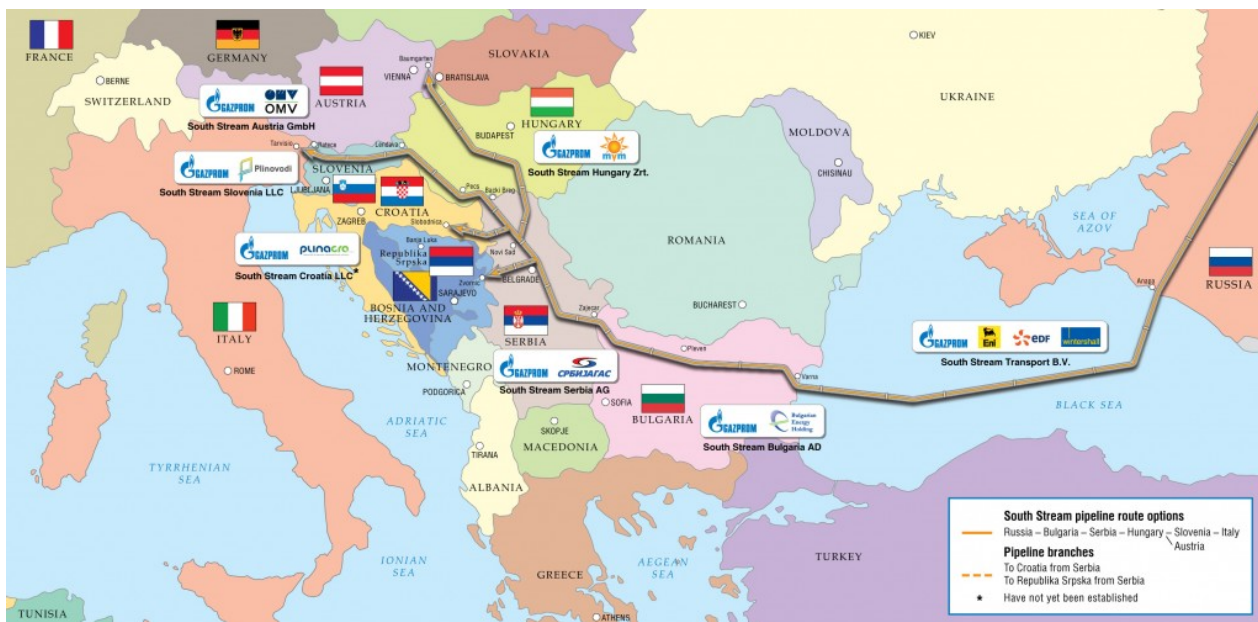 FRANCE
GERMANY
SLOVAKIA
KIEV
Baumgarten
VIENNA
BRATISLAVA
BERNE
AUSTRIA
UKRAINE
SWITZERLAND
GAZPROM OMV
South Stream Austria GmbH
HUNGARY
MOLDOVA
BUDAPEST
GAZPROM mvm
South Stream Hungary Zrt.
CHISINAU
Tarvisio
Ratece
Lendava
SLOVENIA
GAZPROM Plinovodi
South Stream Slovenia LLC
LJUBLJANA
Pacs
Bazki Breg
CROATIA
ZAGREB
Slobodnica
SEA OF
AZOV
ROMANIA
Banja Luka
Novi Sad
Republika
Srpska
GAZPROM PLINACRO
South Stream Croatia LLC*
RUSSIA
BELGRADE
Zvornic
SARAJEVO
Anapa
BOSNIA AND
HERZEGOVINA
BUCHAREST
Zajecar
ITALY
SERBIA
GAZPROM Eni eDF wintershall
South Stream Transport B.V.
Pleven
MONTENEGRO
GAZPROM СРБИЈАГАС
South Stream Serbia AG
ROME
Varna
PODGORICA
SOFIA
BLACK SEA
ADRIATIC
SEA
BULGARIA
GAZPROM Bulgarian Energy Holding
South Stream Bulgaria AD
SKOPJE
MACEDONIA
TIRANA
TYRRHENIAN
SEA
ALBANIA
South Stream pipeline route options
Russia – Bulgaria – Serbia – Hungary – Slovenia – Italy
Austria
Pipeline branches
To Croatia from Serbia
To Republika Srpska from Serbia
* Have not yet been established
IONIAN
SEA
AEGEAN
SEA
TURKEY
GREECE
TUNISIA
ATHENS